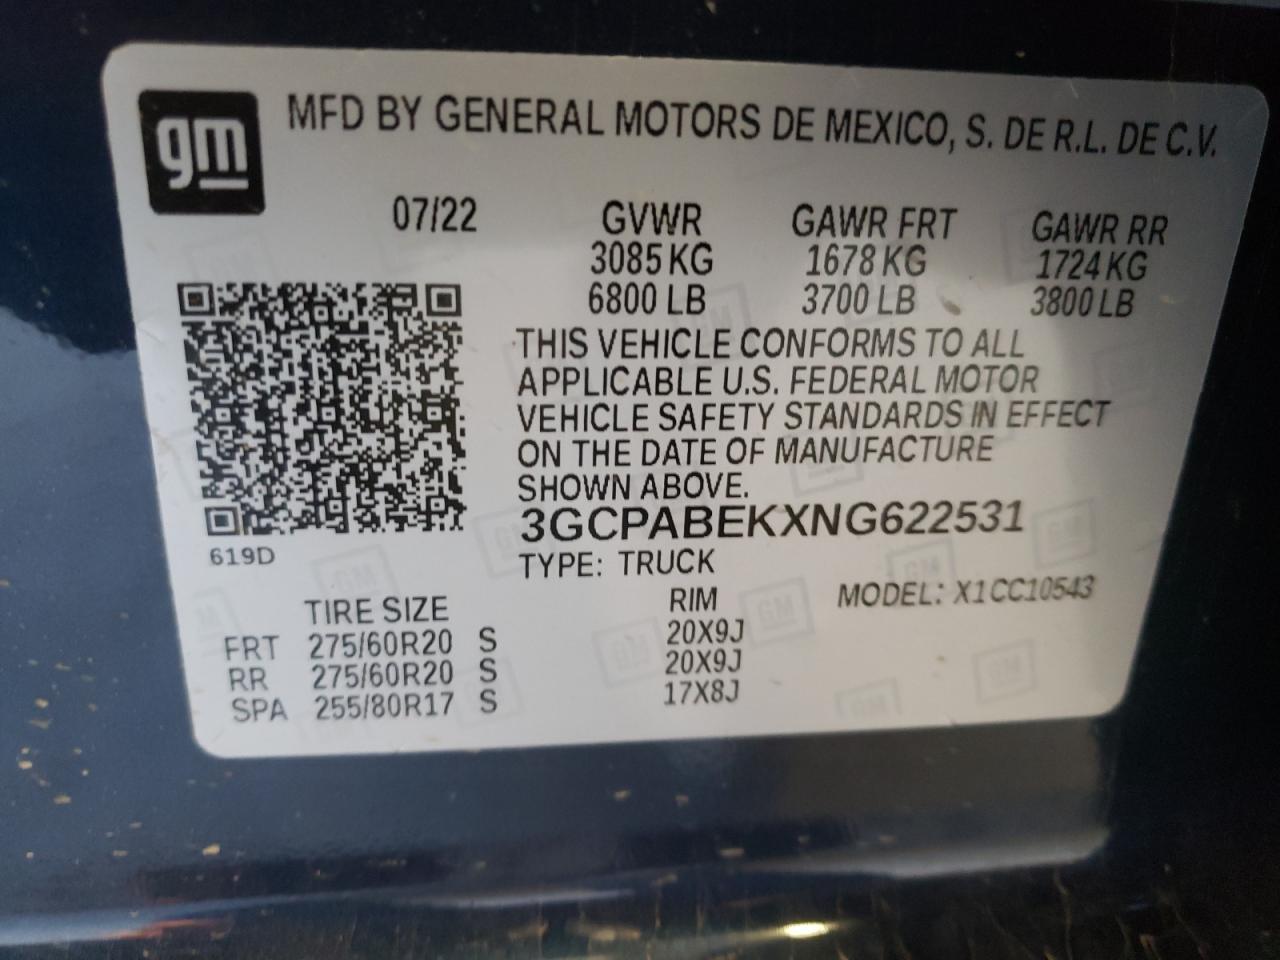 gm
MFD BY GENERAL MOTORS DE MEXICO, S. DE R.L. DE C.V.
07/22 GVWR GAWR FRT GAWR RR
3085 KG 1678 KG 1724 KG
6800 LB 3700 LB 3800 LB
THIS VEHICLE CONFORMS TO ALL
APPLICABLE U.S. FEDERAL MOTOR
VEHICLE SAFETY STANDARDS IN EFFECT
ON THE DATE OF MANUFACTURE
SHOWN ABOVE.
3GCPABEKXNG622531
619D
TYPE: TRUCK
MODEL: X1CC10543
TIRE SIZE RIM
FRT 275/60R20 S 20X9J
RR 275/60R20 S 20X9J
SPA 255/80R17 S 17X8J